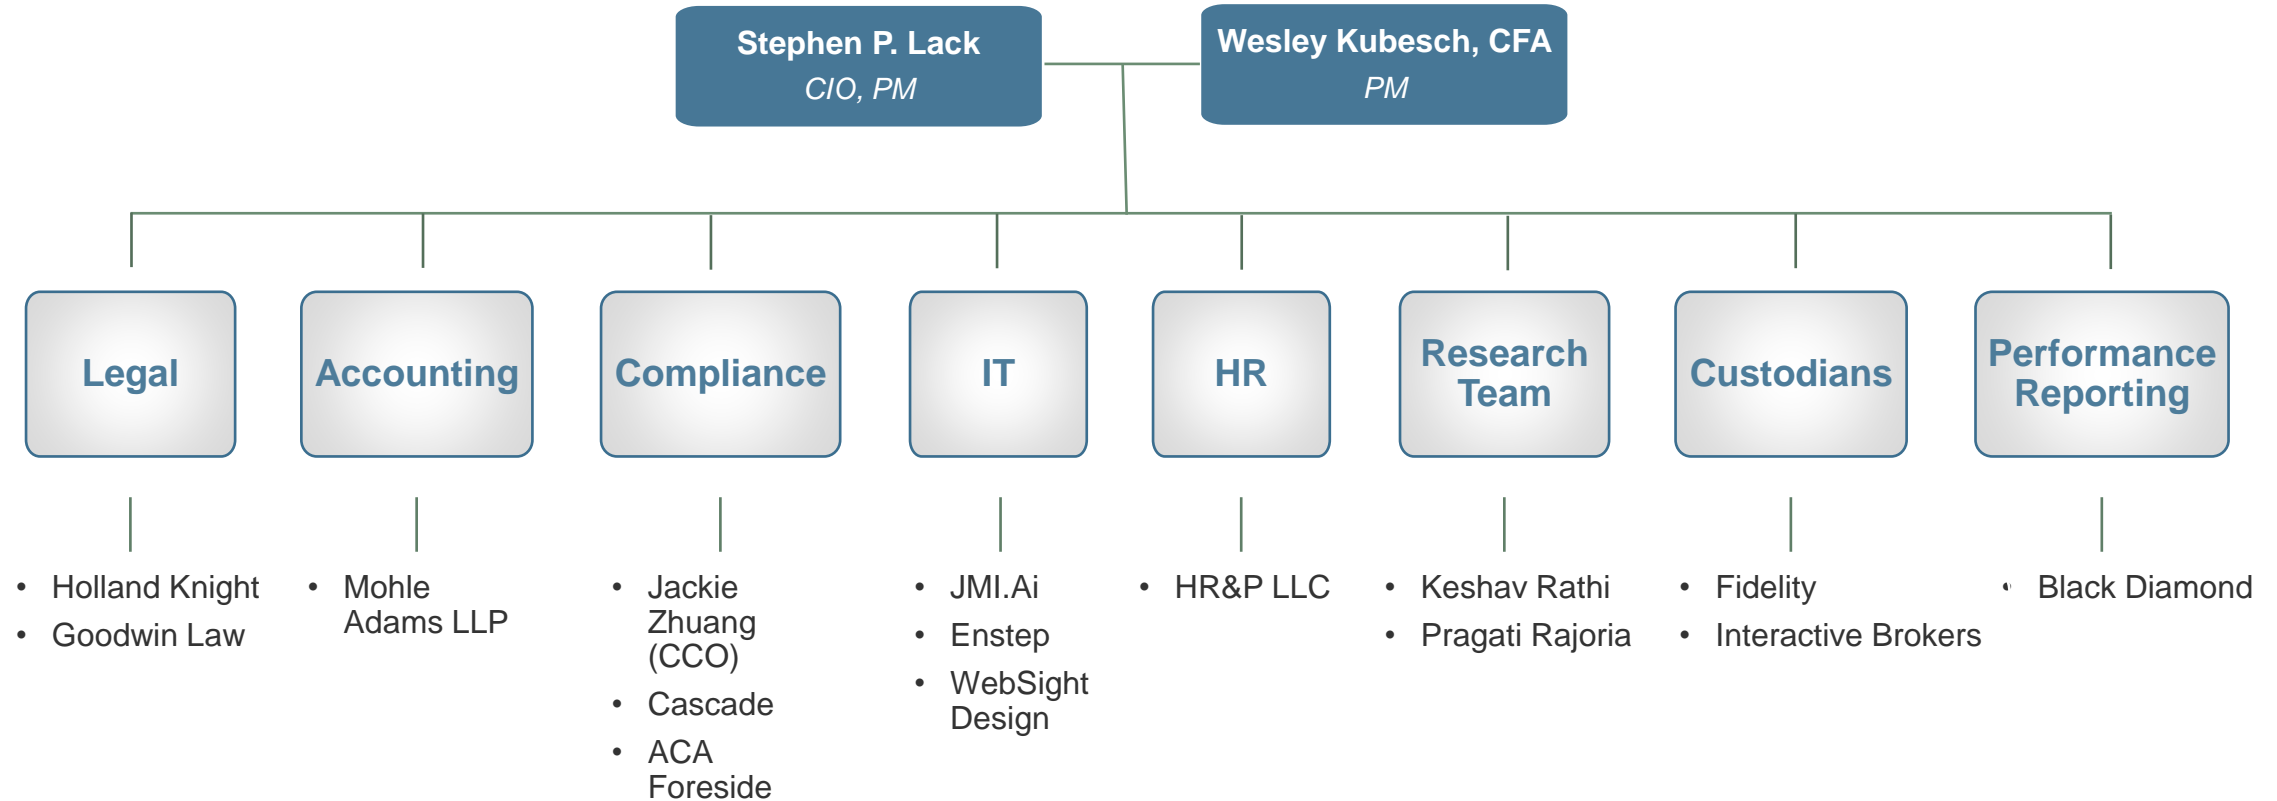 Stephen P. Lack
CIO, PM
Wesley Kubesch, CFA
PM
Legal
Accounting
Compliance
IT
HR
Research
Team
Custodians
Performance
Reporting
• Holland Knight
• Goodwin Law
• Mohle
Adams LLP
• Jackie
Zhuang
(CCO)
• Cascade
• ACA
Foreside
• JMI.Ai
• Enstep
• WebSight
Design
• HR&P LLC
• Keshav Rathi
• Pragati Rajoria
• Fidelity
• Interactive Brokers
• Black Diamond